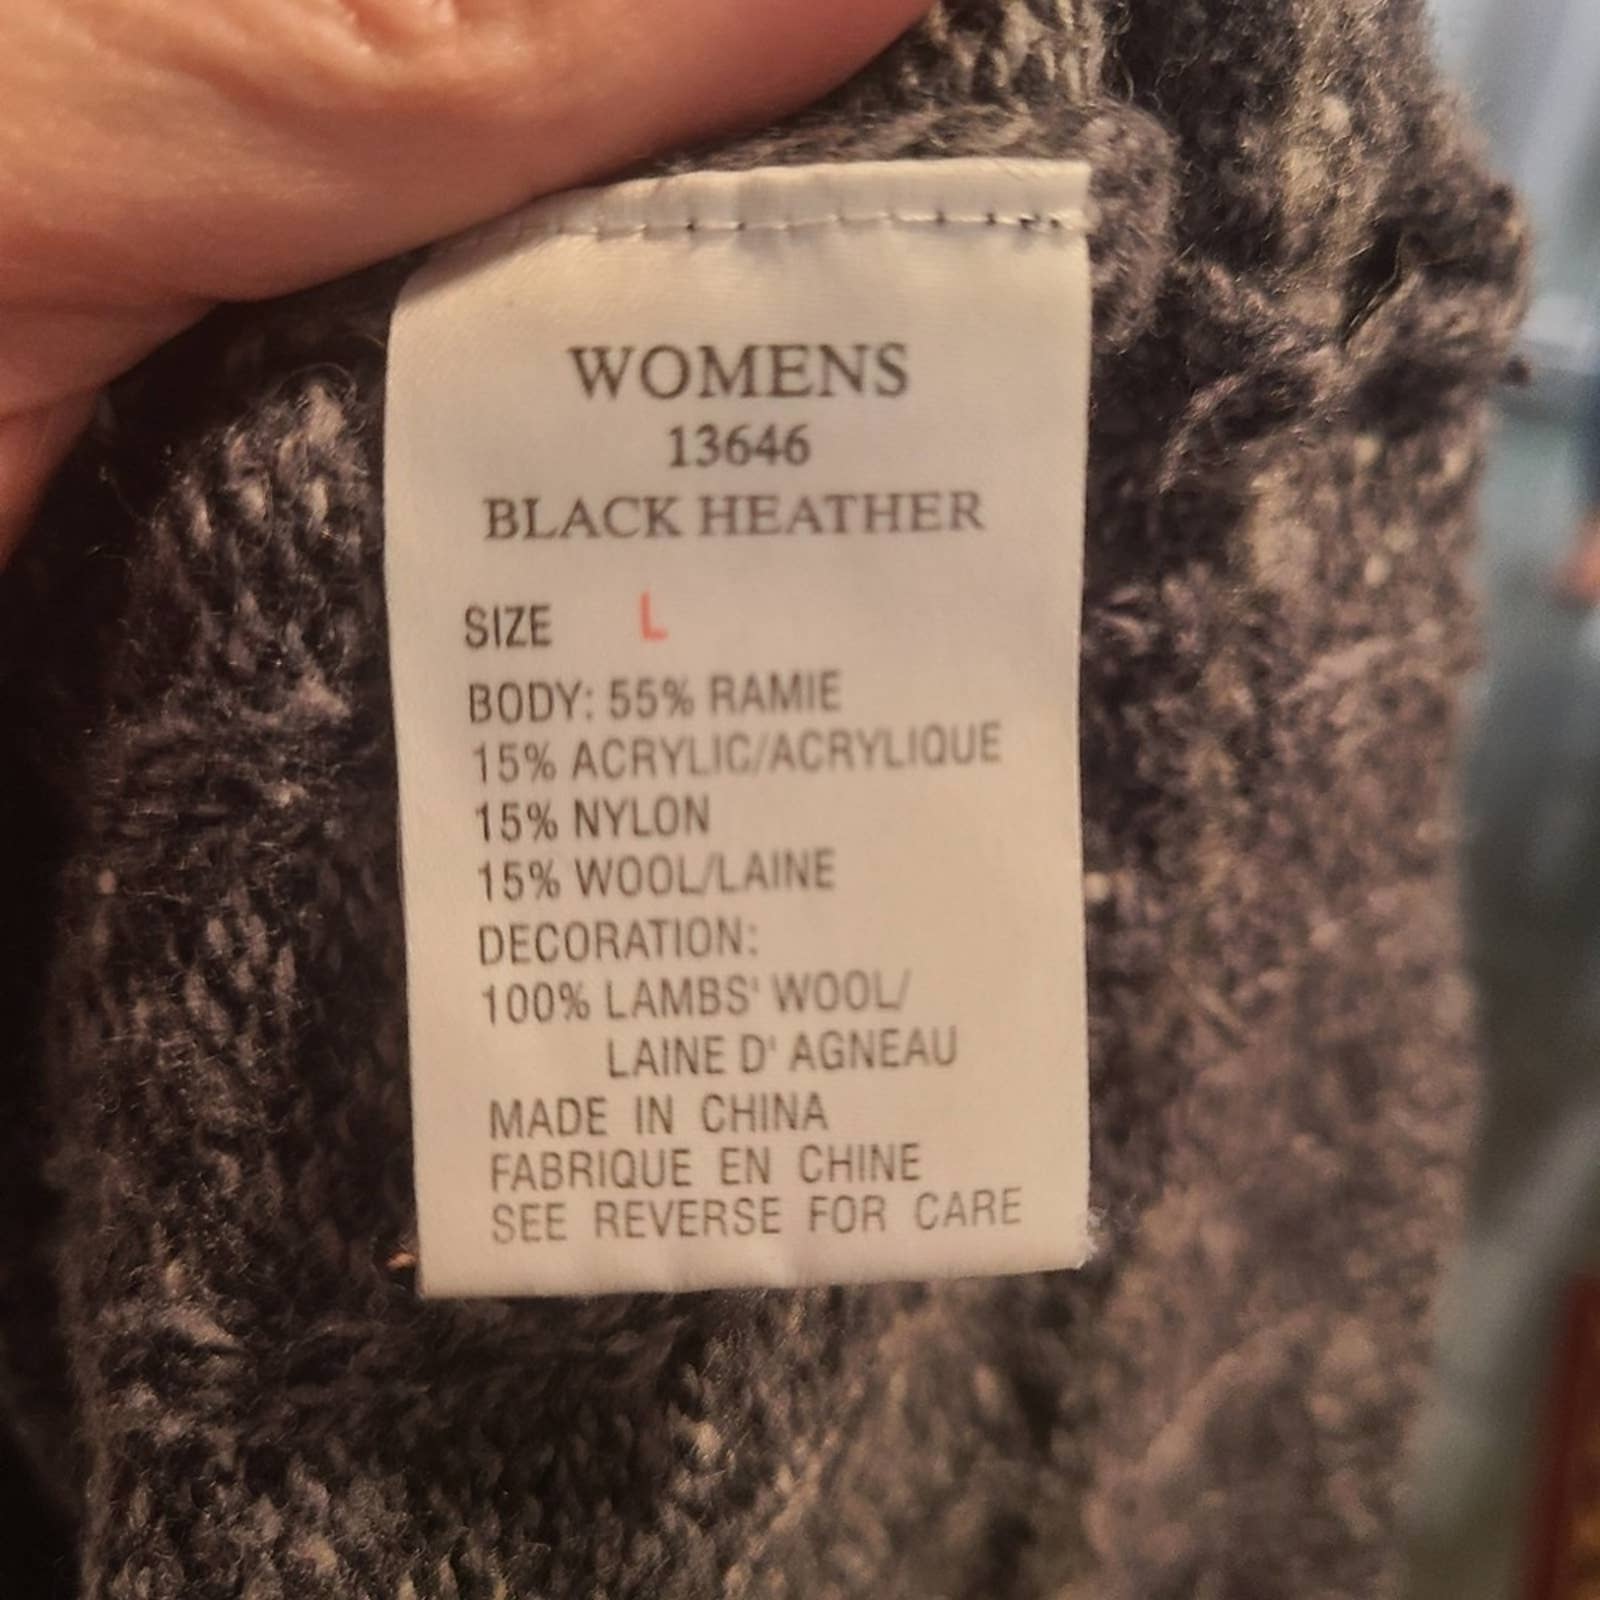 WOMENS
13646
BLACK HEATHER
SIZE L
BODY: 55% RAMIE
15% ACRYLIC/ACRYLIQUE
15% NYLON
15% WOOL/LAINE
DECORATION:
100% LAMBS' WOOL/
LAINE D' AGNEAU
MADE IN CHINA
FABRIQUE EN CHINE
SEE REVERSE FOR CARE